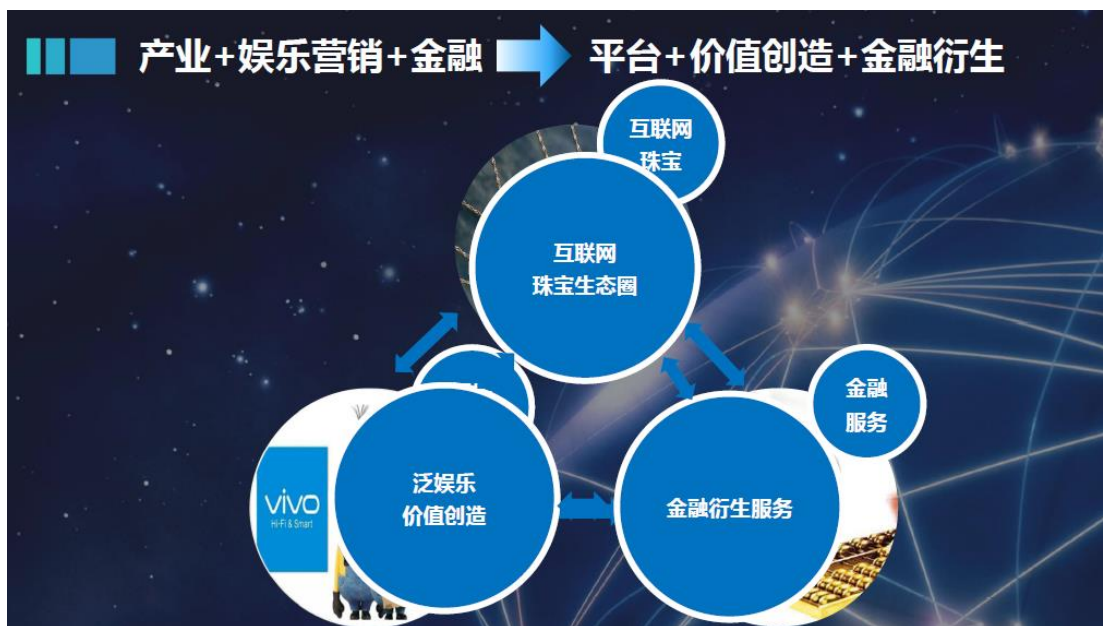 产业+娱乐营销+金融
平台+价值创造+金融衍生
互联网
珠宝
互联网
珠宝生态圈
金融
服务
泛娱乐
价值创造
金融衍生服务
vivo
Hi-Fi & Smart